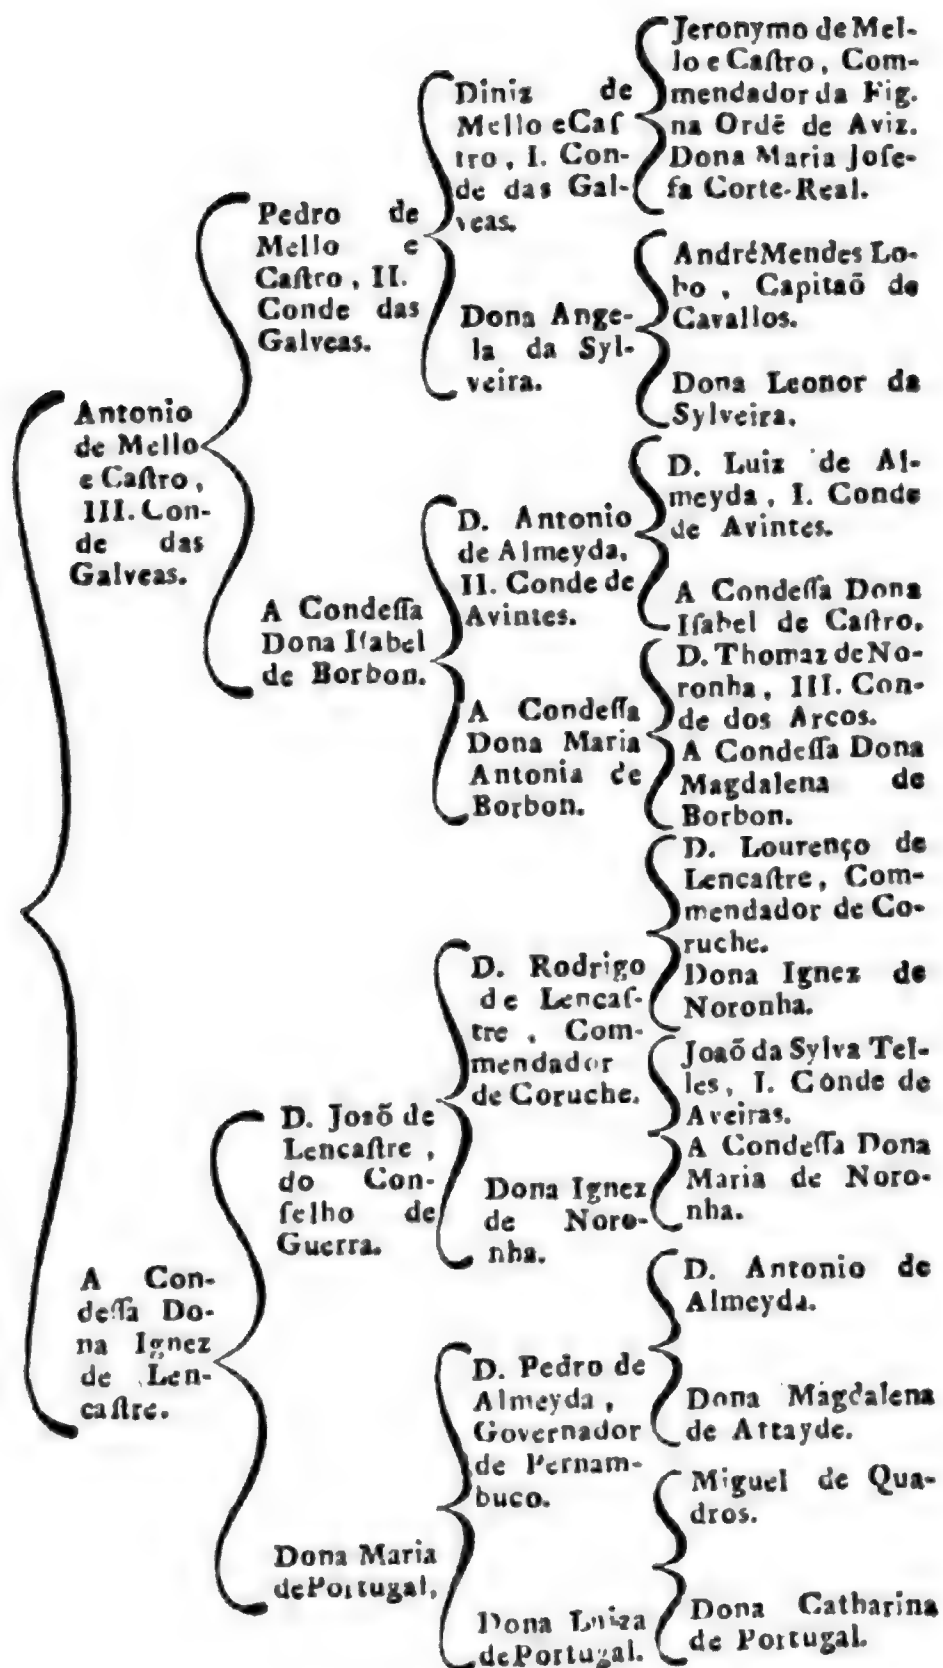 Antonio
de Mello
e Caſtro,
III. Con-
de das
Galveas.
A Con-
deſſa Do-
na Ignez
de Len-
caſtre.
Pedro de
Mello e
Caſtro, II.
Conde das
Galveas.
A Condeſſa
Dona Iſabel
de Borbon.
D. Joaõ de
Lencaſtre,
do Con-
ſelho de
Guerra.
Dona Maria
de Portugal.
Diniz de
Mello e Caſ
tro, I. Con-
de das Gal-
veas.
Dona Ange-
la da Syl-
veira.
D. Antonio
de Almeyda,
II. Conde de
Avintes.
A Condeſſa
Dona Maria
Antonia de
Borbon.
D. Rodrigo
de Lencaſ-
tre, Com-
mendador
de Coruche.
Dona Ignez
de Noro-
nha.
D. Pedro de
Almeyda,
Governador
de Pernam-
buco.
Dona Luiza
de Portugal.
Jeronymo de Mel-
lo e Caſtro, Com-
mendador da Fig.
na Ordẽ de Aviz.
Dona Maria Joſe-
fa Corte-Real.
André Mendes Lo-
bo, Capitaõ de
Cavallos.
Dona Leonor da
Sylveira.
D. Luiz de Al-
meyda, I. Conde
de Avintes.
A Condeſſa Dona
Iſabel de Caſtro.
D. Thomaz de No-
ronha, III. Con-
de dos Arcos.
A Condeſſa Dona
Magdalena de
Borbon.
D. Lourenço de
Lencaſtre, Com-
mendador de Co-
ruche.
Dona Ignez de
Noronha.
Joaõ da Sylva Tel-
les, I. Conde de
Aveiras.
A Condeſſa Dona
Maria de Noro-
nha.
D. Antonio de
Almeyda.
Dona Magdalena
de Attayde.
Miguel de Qua-
dros.
Dona Catharina
de Portugal.